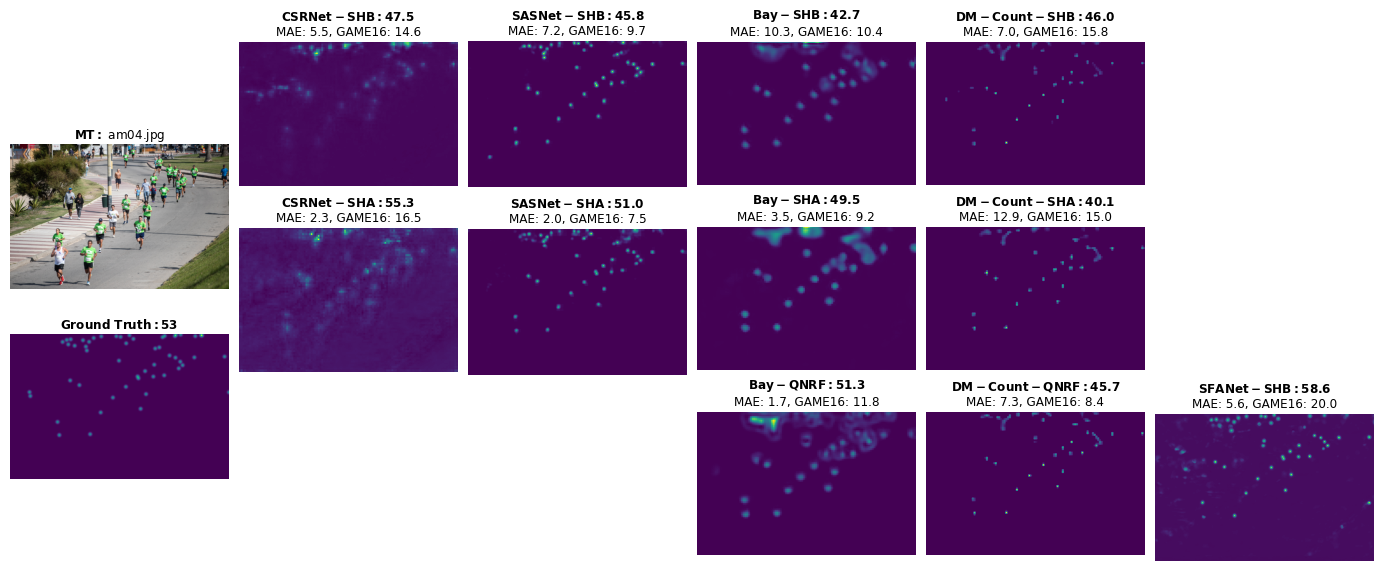 CSRNet − SHB: 47.5
MAE: 5.5, GAME16: 14.6
SASNet − SHB: 45.8
MAE: 7.2, GAME16: 9.7
Bay − SHB: 42.7
MAE: 10.3, GAME16: 10.4
DM − Count − SHB: 46.0
MAE: 7.0, GAME16: 15.8
MT: am04.jpg
CSRNet − SHA: 55.3
MAE: 2.3, GAME16: 16.5
SASNet − SHA: 51.0
MAE: 2.0, GAME16: 7.5
Bay − SHA: 49.5
MAE: 3.5, GAME16: 9.2
DM − Count − SHA: 40.1
MAE: 12.9, GAME16: 15.0
Ground Truth: 53
Bay − QNRF: 51.3
MAE: 1.7, GAME16: 11.8
DM − Count − QNRF: 45.7
MAE: 7.3, GAME16: 8.4
SFANet − SHB: 58.6
MAE: 5.6, GAME16: 20.0